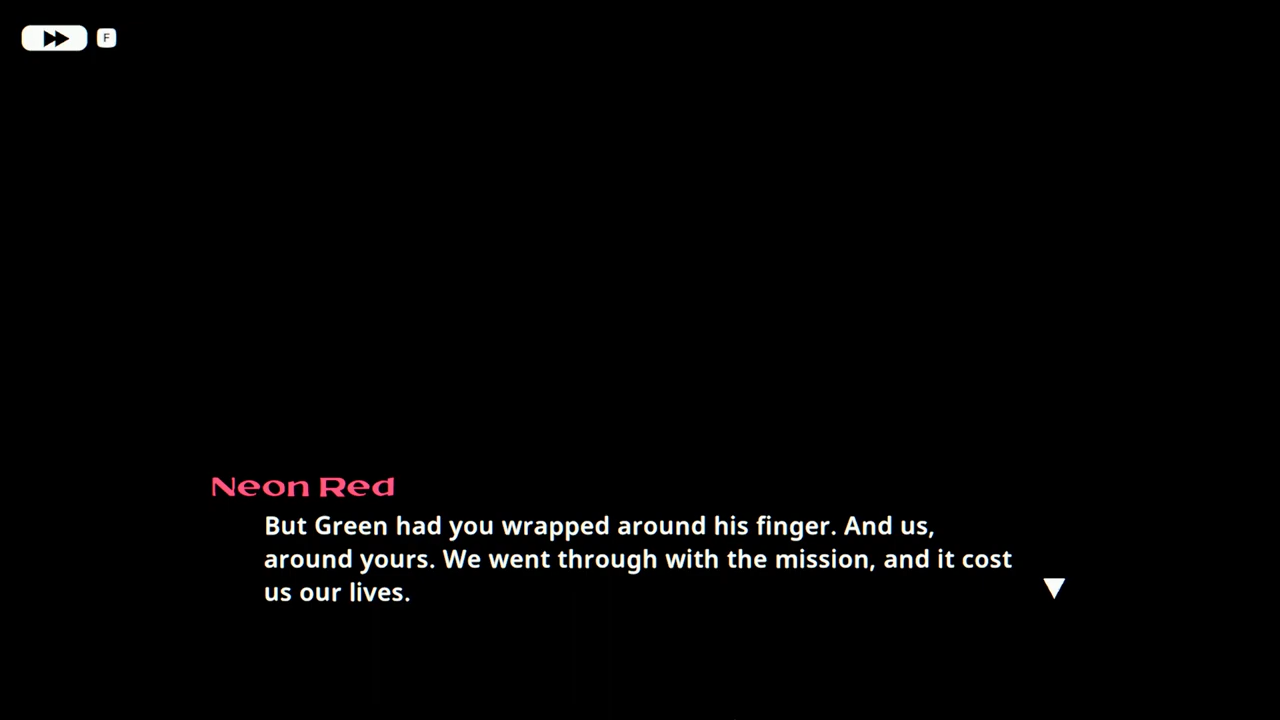 F
Neon Red
But Green had you wrapped around his finger. And us,
around yours. We went through with the mission, and it cost
us our lives.